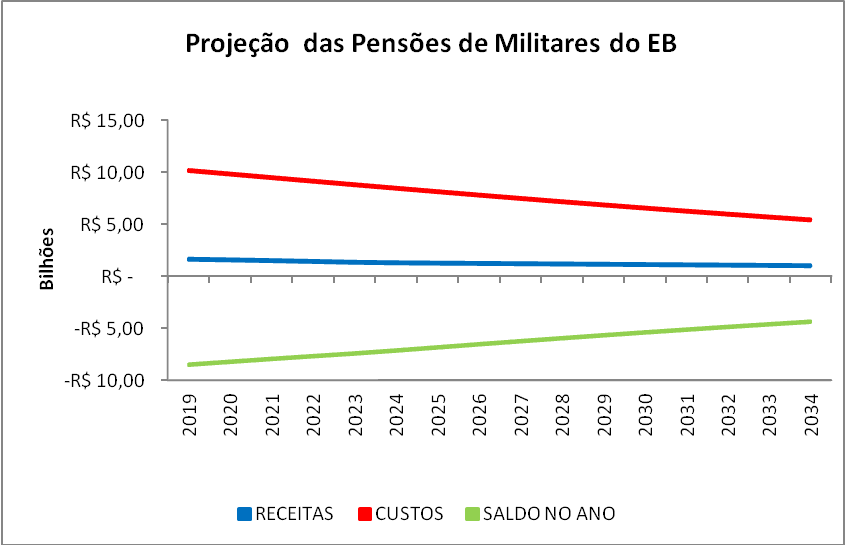 Projeção das Pensões de Militares do EB
Bilhões
R$ 15,00
R$ 10,00
R$ 5,00
R$ -
-R$ 5,00
-R$ 10,00
2019 2020 2021 2022 2023 2024 2025 2026 2027 2028 2029 2030 2031 2032 2033 2034
RECEITAS CUSTOS SALDO NO ANO